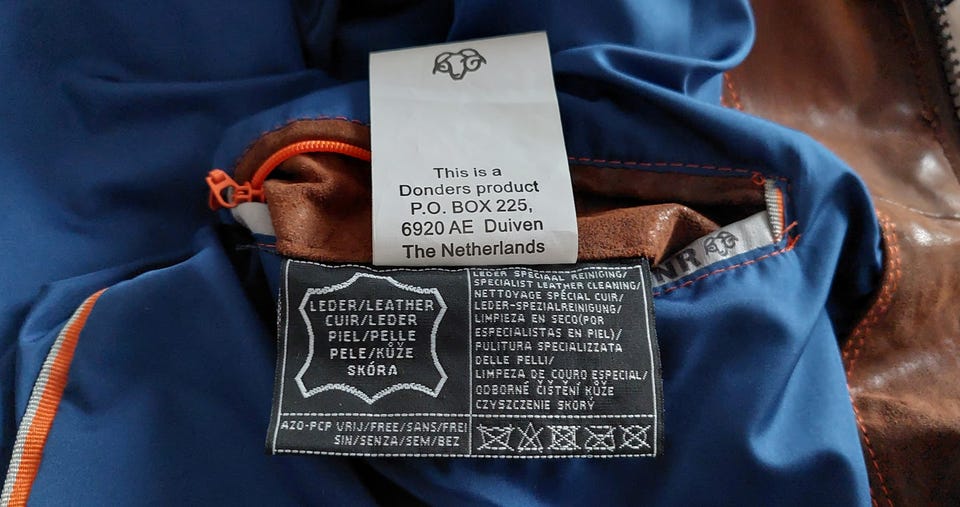 This is a
Donders product
P.O. BOX 225,
6920 AE Duiven
The Netherlands
NR
LEDER/LEATHER
CUIR/LEDER
PIEL/PELLE
PELE/KŮŽE
SKÓRA
LEDER SPECIAAL REINIGING/
SPECIALIST LEATHER CLEANING/
NETTOYAGE SPÉCIAL CUIR/
LEDER-SPEZIALREINIGUNG/
LIMPIEZA EN SECO(POR
ESPECIALISTAS EN PIEL)/
PULITURA SPECIALIZZATA
DELLE PELLI/
LIMPEZA DE COURO ESPECIAL/
ODBORNÉ ČIŠTĚNÍ KŮŽE
CZYSZCZENIE SKÓRY
AZO-PCP VRIJ/FREE/SANS/FREI
SIN/SENZA/SEM/BEZ